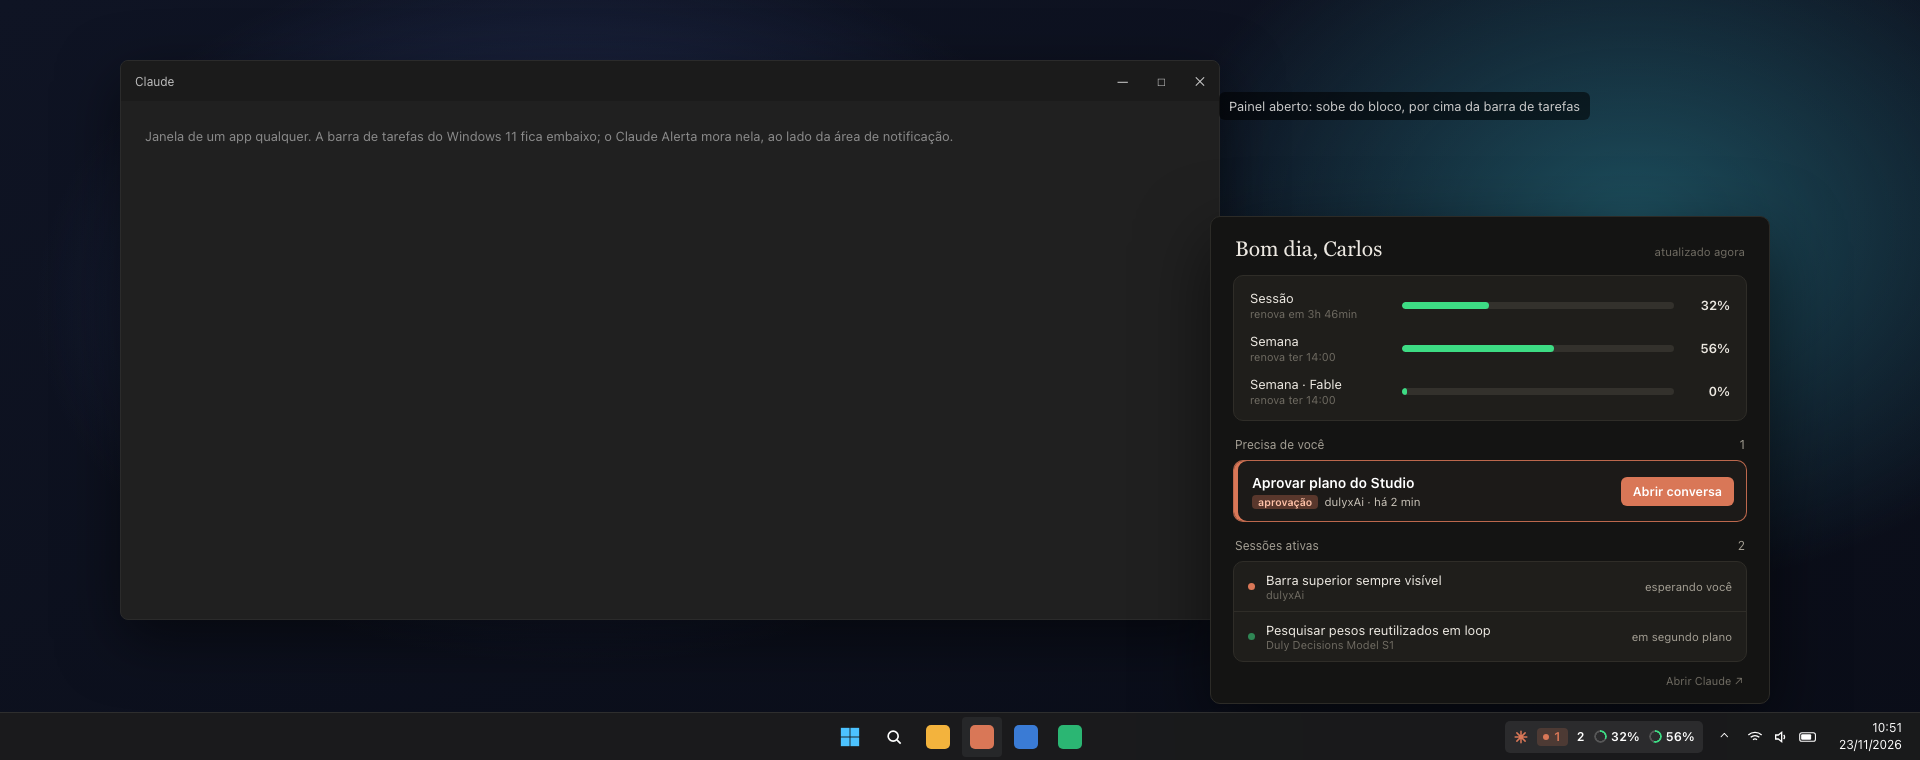 Claude
Painel aberto: sobe do bloco, por cima da barra de tarefas
Janela de um app qualquer. A barra de tarefas do Windows 11 fica embaixo; o Claude Alerta mora nela, ao lado da área de notificação.
Bom dia, Carlos
atualizado agora
Sessão
renova em 3h 46min
32%
Semana
renova ter 14:00
56%
Semana · Fable
renova ter 14:00
0%
Precisa de você
1
Aprovar plano do Studio
aprovação dulyxAi · há 2 min
Abrir conversa
Sessões ativas
2
Barra superior sempre visível
dulyxAi
esperando você
Pesquisar pesos reutilizados em loop
Duly Decisions Model S1
em segundo plano
Abrir Claude ↗
1 2 32% 56%
10:51
23/11/2026